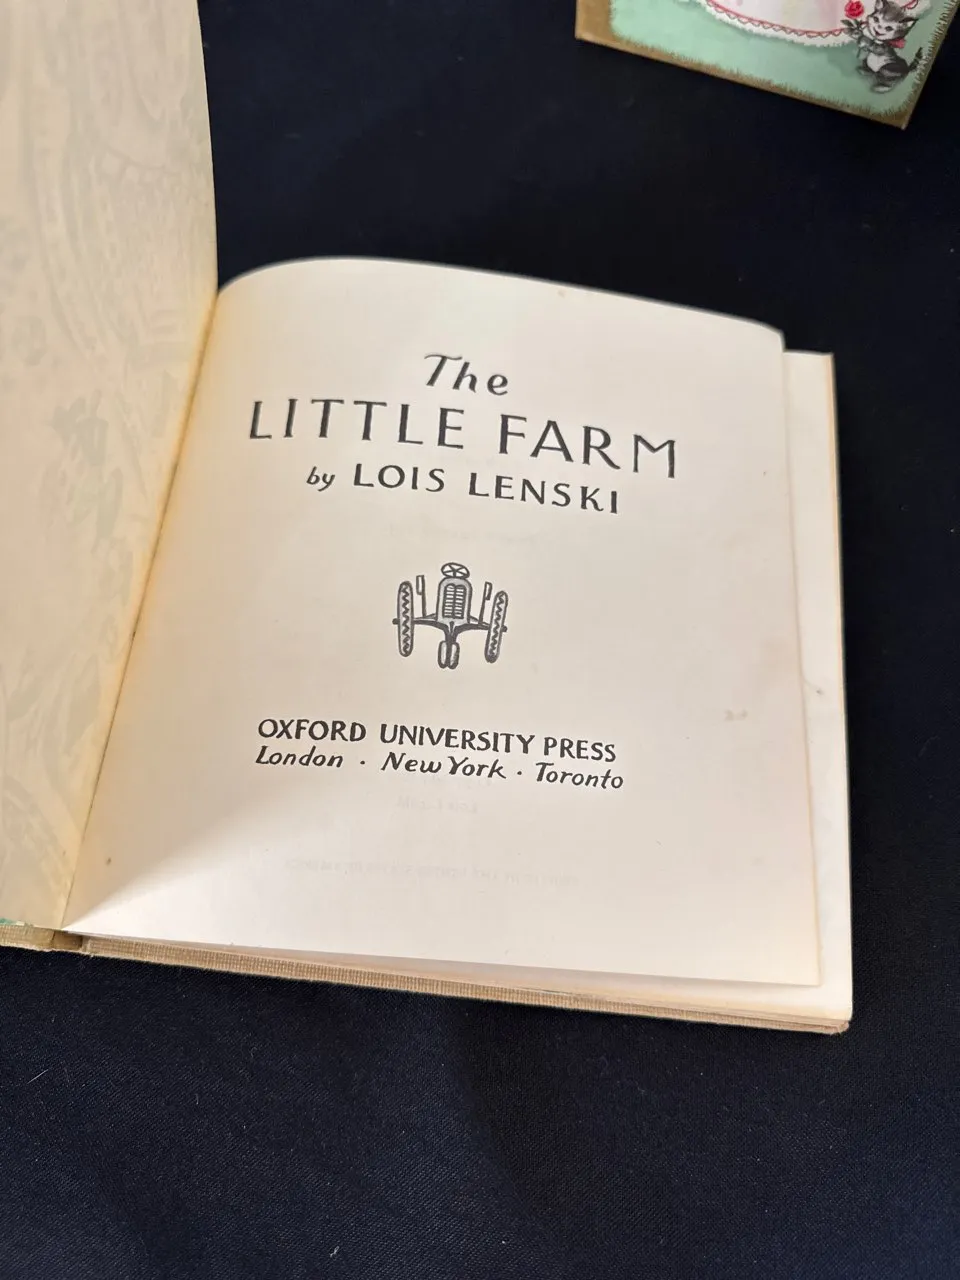 The
LITTLE FARM
by LOIS LENSKI
OXFORD UNIVERSITY PRESS
London · New York · Toronto